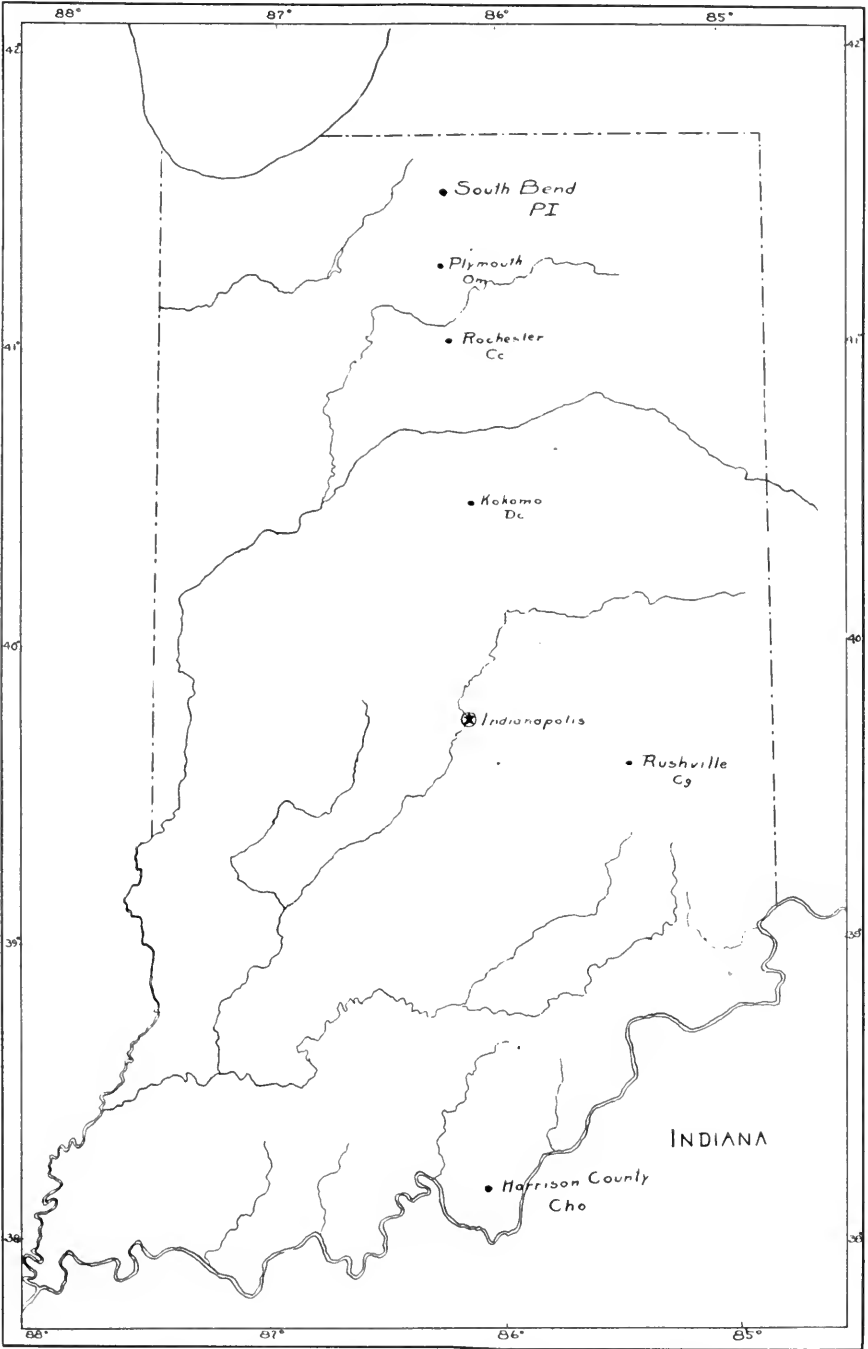 88° 87° 86° 85°
42° 42°
South Bend
PI
Plymouth
Om
41° 41°
Rochester
Cc
Kokomo
Dc
40° 40°
Indianapolis
Rushville
Cg
39° 39°
INDIANA
Harrison County
Cho
38° 38°
88° 87° 86° 85°